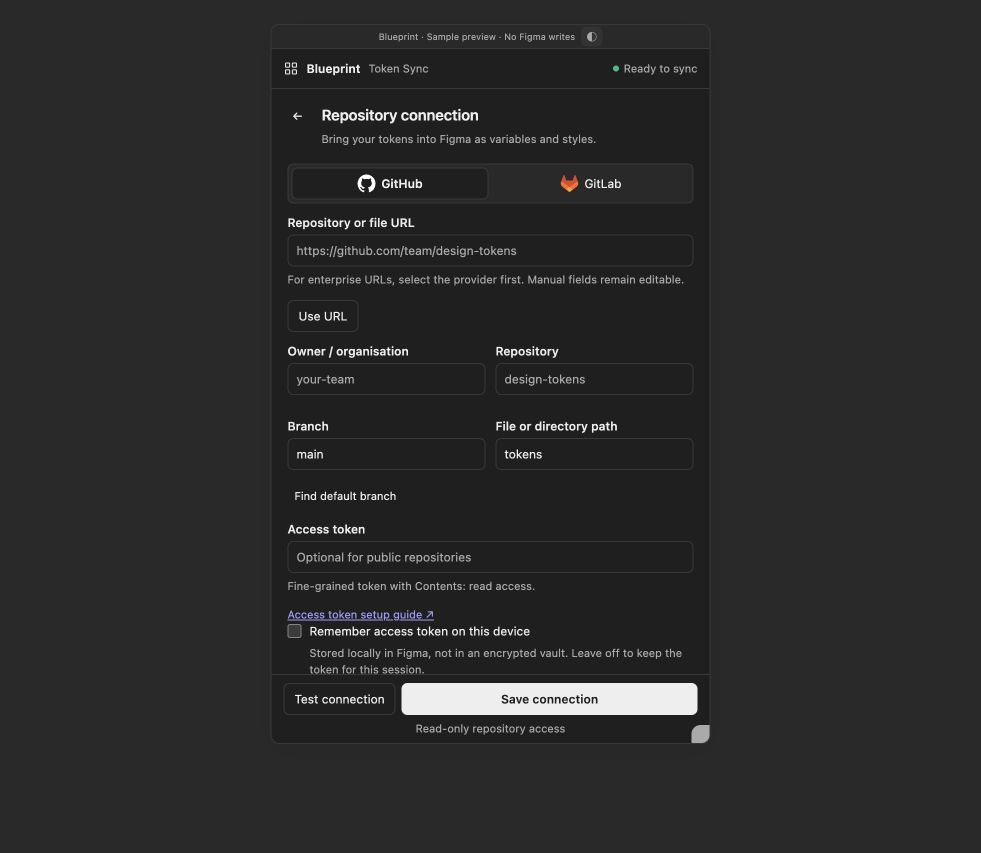 Blueprint · Sample preview · No Figma writes
Blueprint Token Sync
Ready to sync
Repository connection
Bring your tokens into Figma as variables and styles.
GitHub
GitLab
Repository or file URL
https://github.com/team/design-tokens
For enterprise URLs, select the provider first. Manual fields remain editable.
Use URL
Owner / organisation
Repository
your-team
design-tokens
Branch
File or directory path
main
tokens
Find default branch
Access token
Optional for public repositories
Fine-grained token with Contents: read access.
Access token setup guide ↗
Remember access token on this device
Stored locally in Figma, not in an encrypted vault. Leave off to keep the
token for this session.
Test connection
Save connection
Read-only repository access